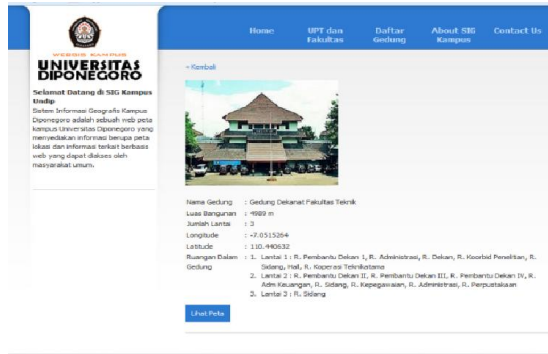 Home
UPT dan Fakultas
Daftar Gedung
About SIG Kampus
Contact Us
WEBGIS KAMPUS
UNIVERSITAS
DIPONEGORO
Selamat Datang di SIG Kampus
Undip
Sistem Informasi Geografis Kampus
Diponegoro adalah sebuah web peta
kampus Universitas Diponegoro yang
menyediakan informasi berupa peta
lokasi dan informasi terkait berbasis
web yang dapat diakses oleh
masyarakat umum.
« Kembali
Nama Gedung : Gedung Dekanat Fakultas Teknik
Luas Bangunan : 4989 m
Jumlah Lantai : 3
Longitude : -7.0515264
Latitude : 110.440632
Ruangan Dalam Gedung : 1. Lantai 1 : R. Pembantu Dekan 1, R. Administrasi, R. Dekan, R. Koorbid Penelitian, R.
Sidang, Hall, R. Koperasi Teknikatama
2. Lantai 2 : R. Pembantu Dekan II, R. Pembantu Dekan III, R. Pembantu Dekan IV, R.
Adm Keuangan, R. Sidang, R. Kepegawaian, R. Administrasi, R. Perpustakaan
3. Lantai 3 : R. Sidang
Lihat Peta